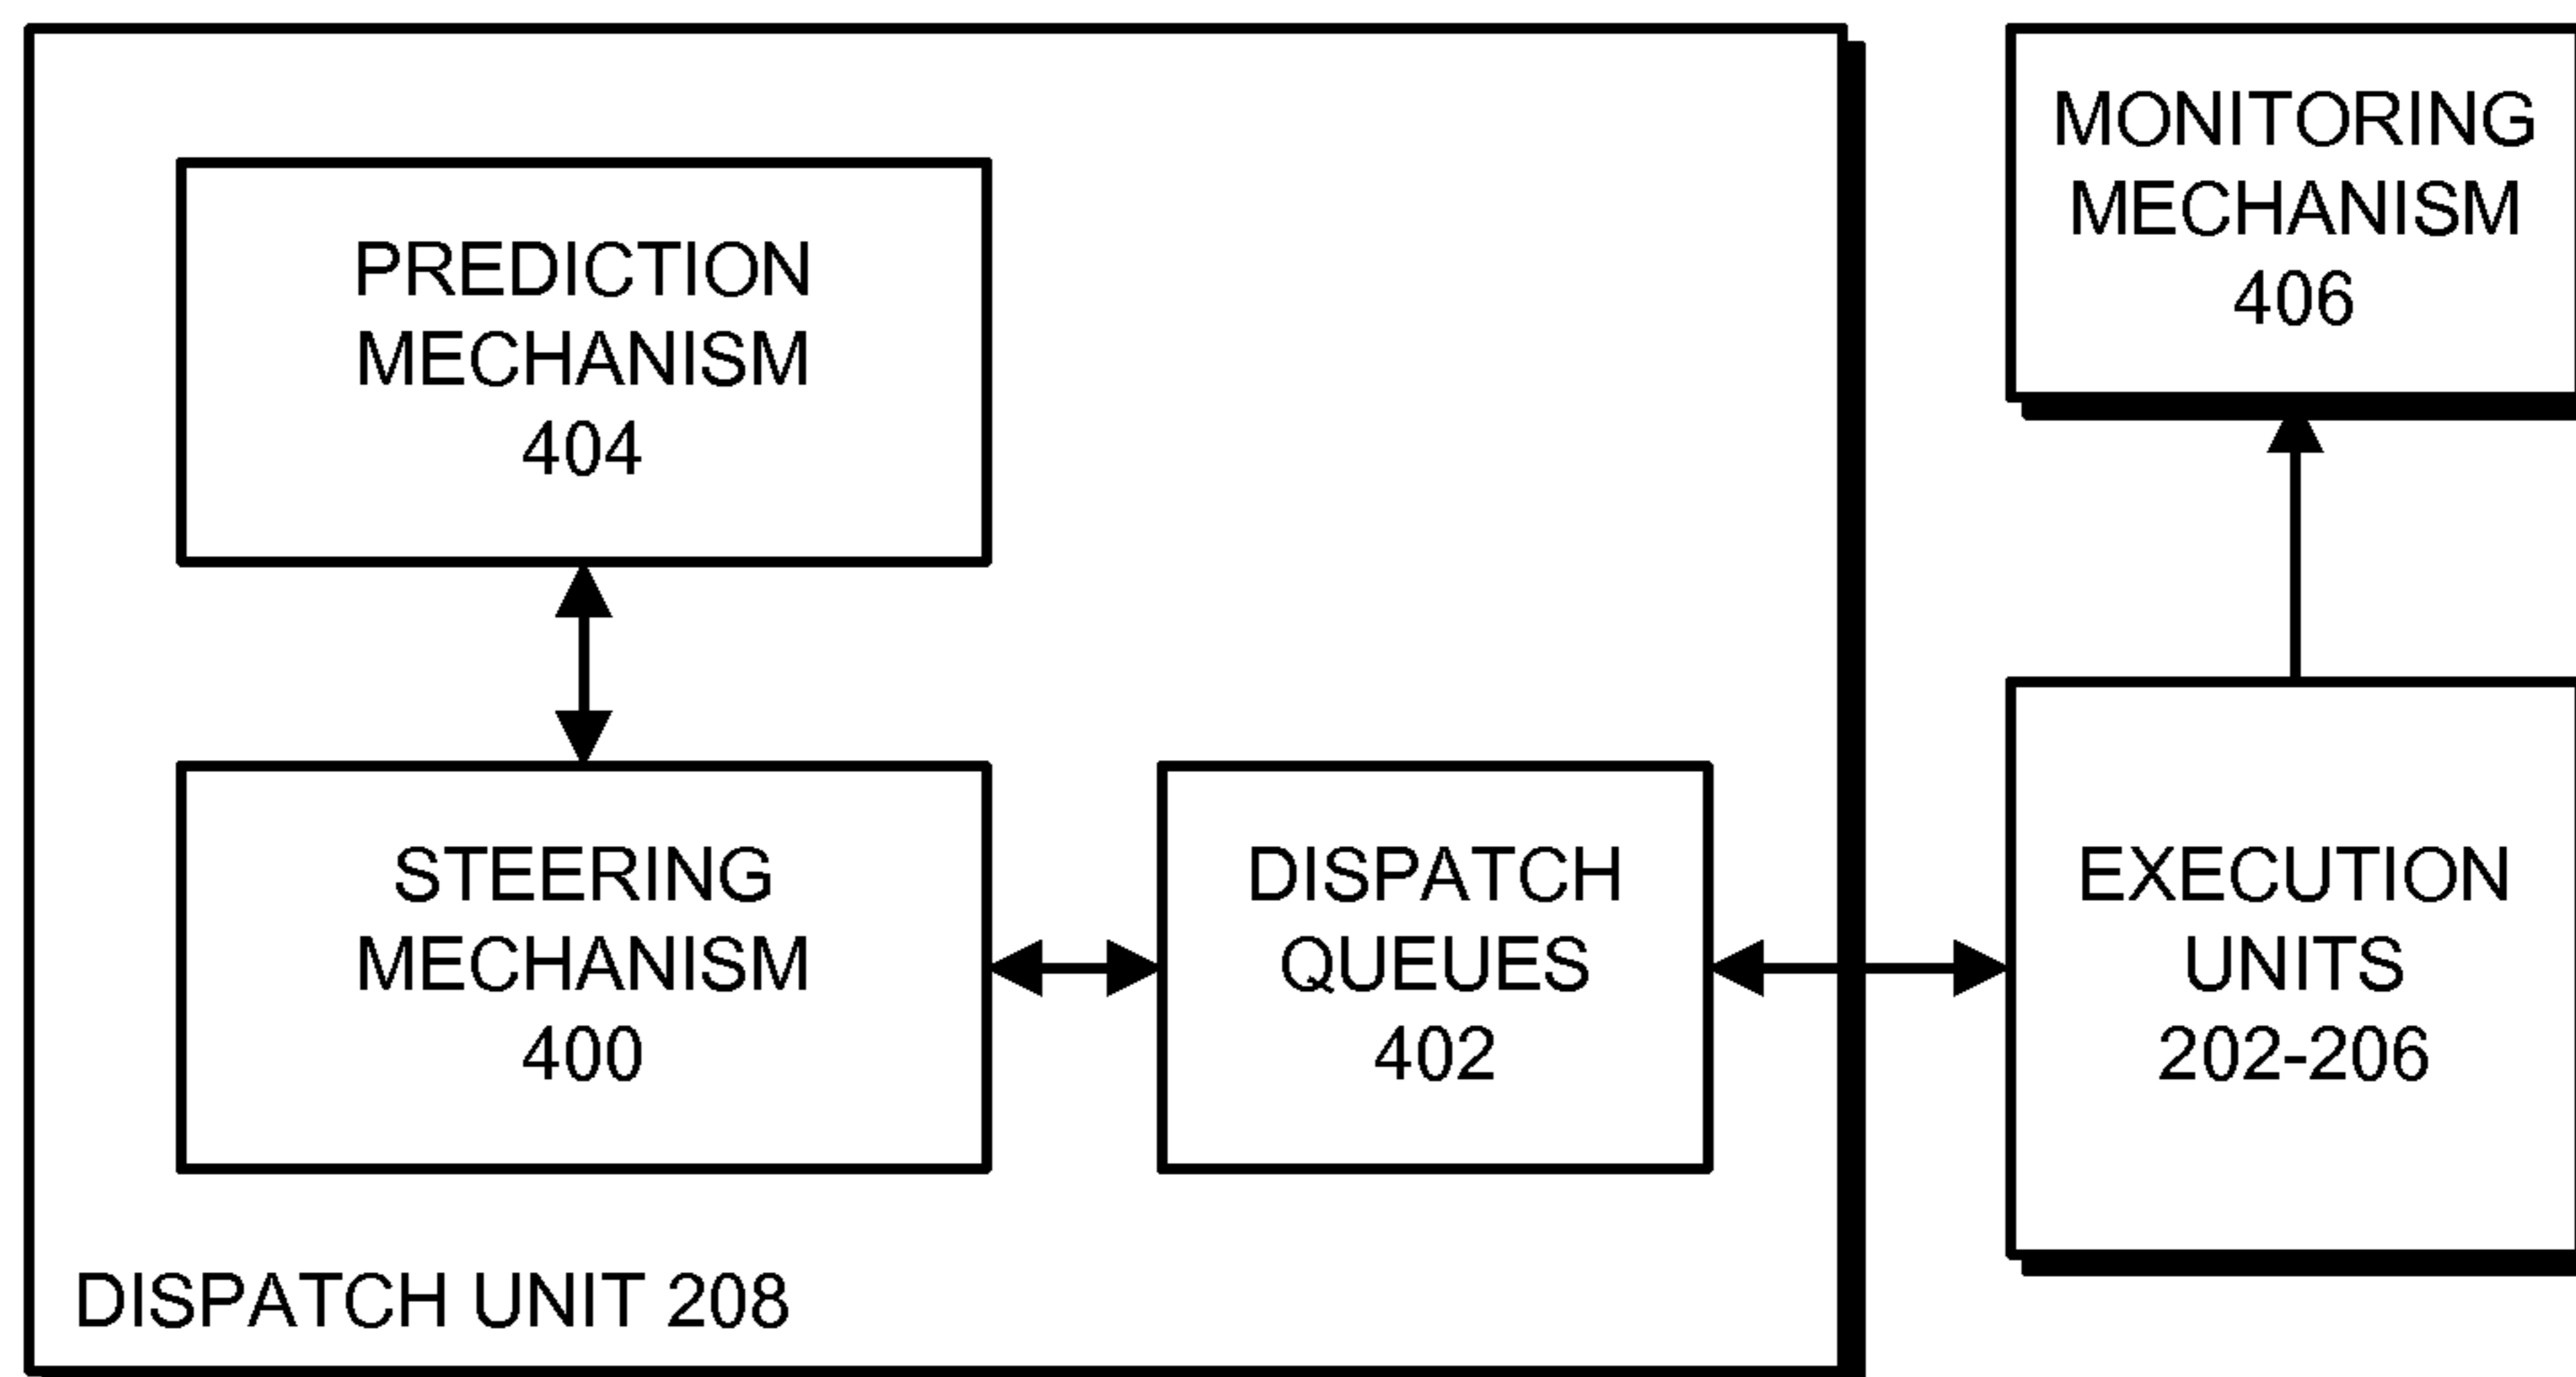 PREDICTION
MECHANISM
404
MONITORING
MECHANISM
406
STEERING
MECHANISM
400
DISPATCH
QUEUES
402
EXECUTION
UNITS
202-206
DISPATCH UNIT 208